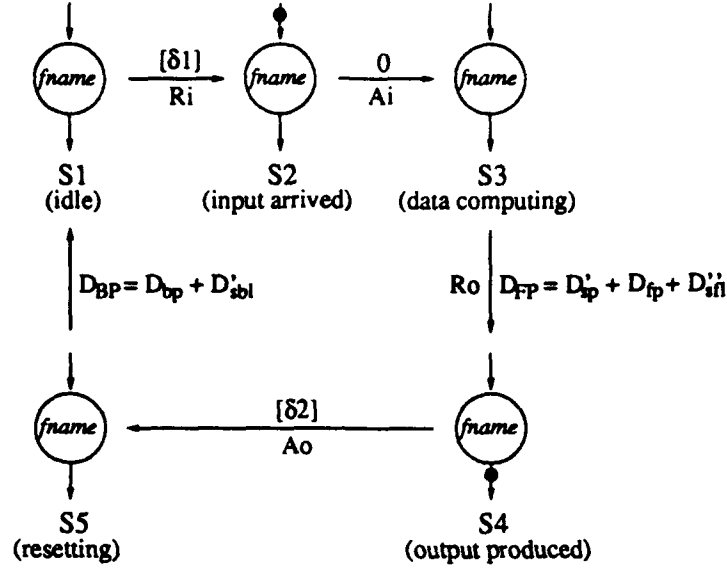 fname [δ1] fname 0 fname
Ri Ai
S1 S2 S3
(idle) (input arrived) (data computing)
D_BP = D_bp + D'_sbl Ro D_FP = D'_sp + D_fp + D''_sfl
fname [δ2] fname
Ao
S5 S4
(resetting) (output produced)